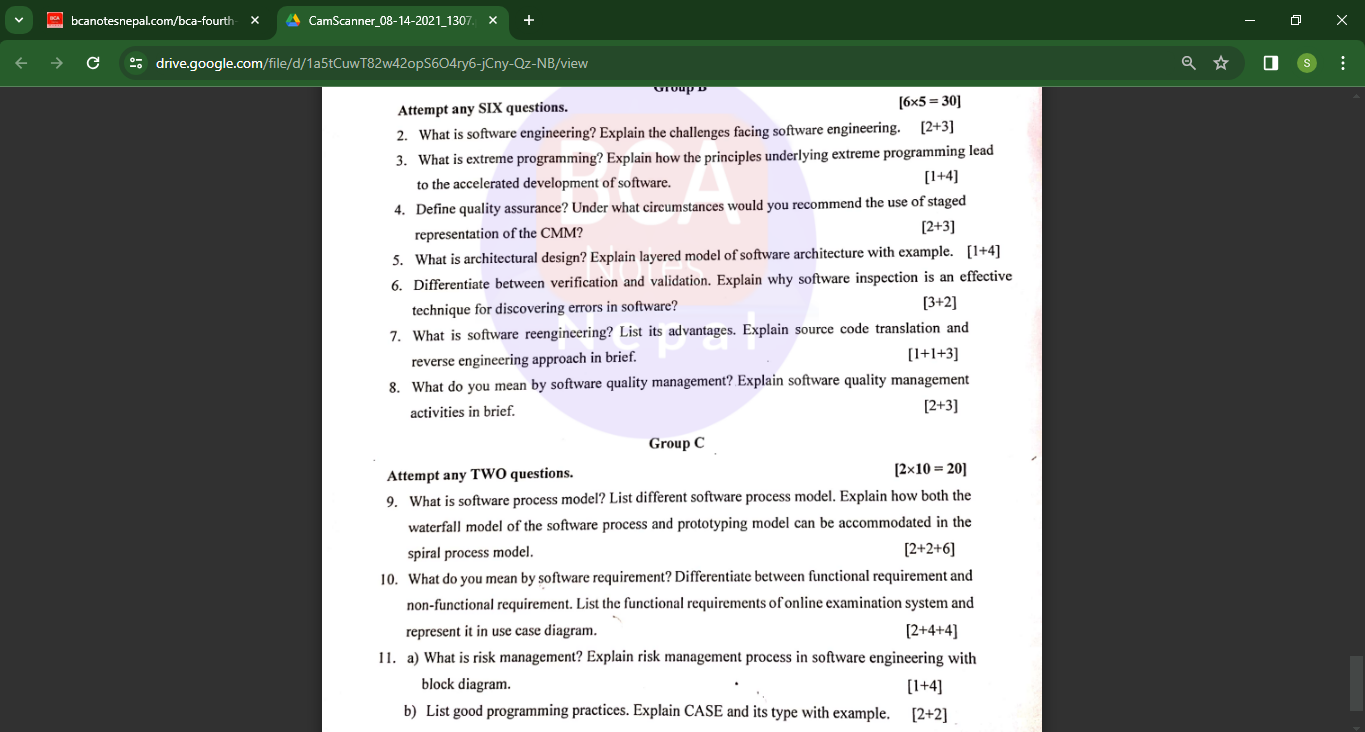 BCA
bcanotesnepal.com/bca-fourth-
CamScanner_08-14-2021_1307.
drive.google.com/file/d/1a5tCuwT82w42opS6O4ry6-jCny-Qz-NB/view
S
Group B
Attempt any SIX questions. [6×5 = 30]
2. What is software engineering? Explain the challenges facing software engineering. [2+3]
3. What is extreme programming? Explain how the principles underlying extreme programming lead
to the accelerated development of software. [1+4]
4. Define quality assurance? Under what circumstances would you recommend the use of staged
representation of the CMM? [2+3]
5. What is architectural design? Explain layered model of software architecture with example. [1+4]
6. Differentiate between verification and validation. Explain why software inspection is an effective
technique for discovering errors in software? [3+2]
7. What is software reengineering? List its advantages. Explain source code translation and
reverse engineering approach in brief. [1+1+3]
8. What do you mean by software quality management? Explain software quality management
activities in brief. [2+3]
BCA
Notes
Nepal
Group C
Attempt any TWO questions. [2×10 = 20]
9. What is software process model? List different software process model. Explain how both the
waterfall model of the software process and prototyping model can be accommodated in the
spiral process model. [2+2+6]
10. What do you mean by software requirement? Differentiate between functional requirement and
non-functional requirement. List the functional requirements of online examination system and
represent it in use case diagram. [2+4+4]
11. a) What is risk management? Explain risk management process in software engineering with
block diagram. [1+4]
b) List good programming practices. Explain CASE and its type with example. [2+2]